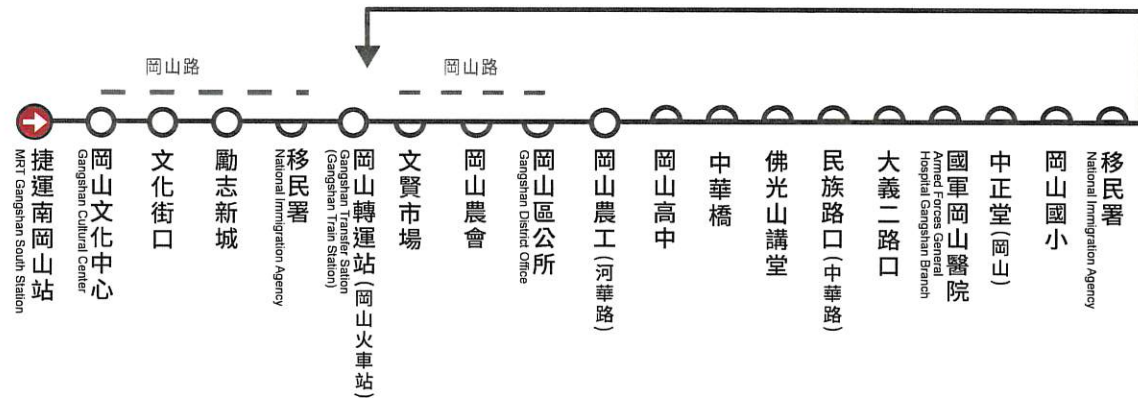 岡山路
岡山路
捷運南岡山站
MRT Gangshan South Station
岡山文化中心
Gangshan Cultural Center
文化街口
勵志新城
移民署
National Immigration Agency
岡山轉運站(岡山火車站)
Gangshan Transfer Sation
(Gangshan Train Station)
文賢市場
岡山農會
岡山區公所
Gangshan District Office
岡山農工(河華路)
岡山高中
中華橋
佛光山講堂
民族路口(中華路)
大義二路口
國軍岡山醫院
Armed Forces General
Hospital Gangshan Branch
中正堂(岡山)
岡山國小
移民署
National Immigration Agency